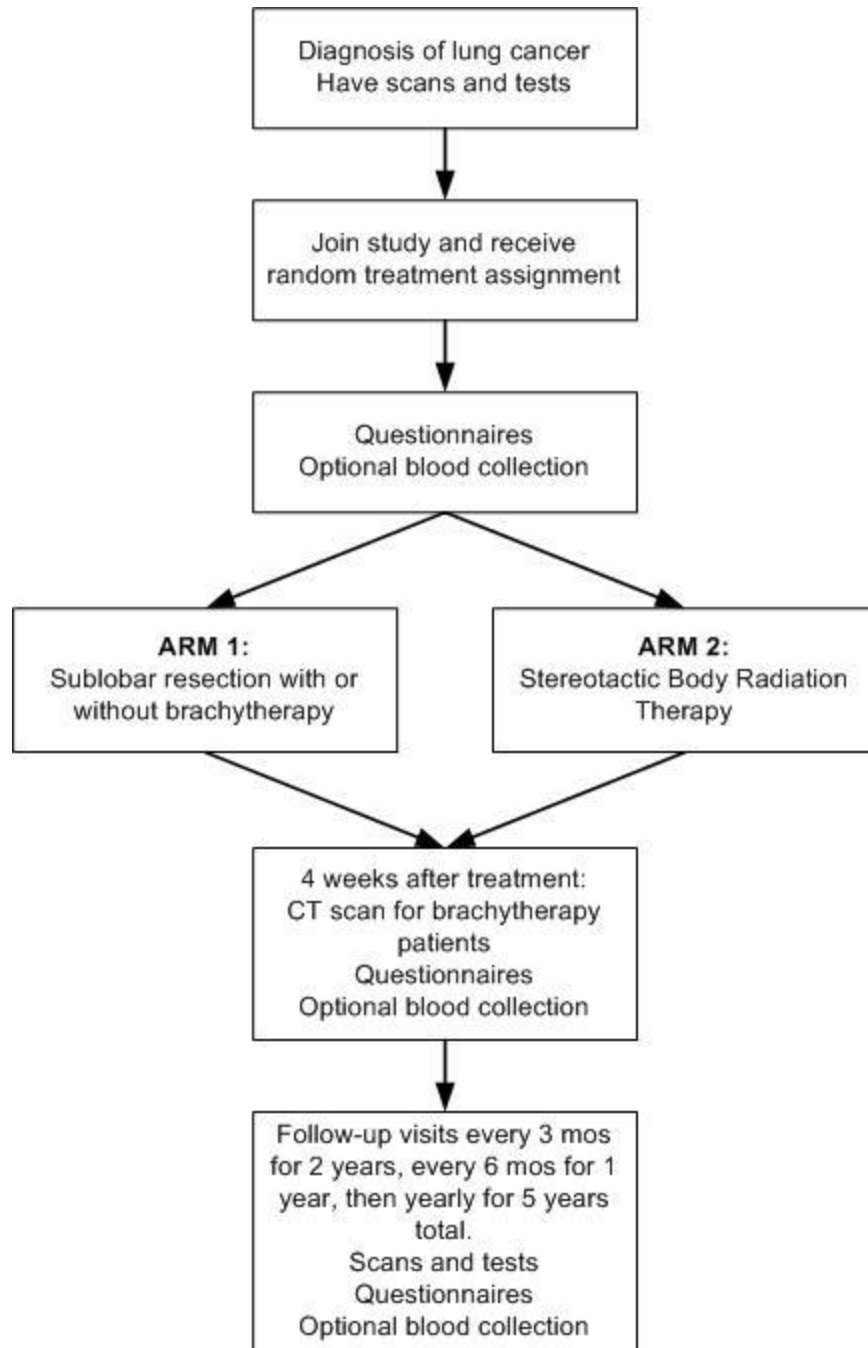 Diagnosis of lung cancer
Have scans and tests
Join study and receive
random treatment assignment
Questionnaires
Optional blood collection
ARM 1:
Sublobar resection with or
without brachytherapy
ARM 2:
Stereotactic Body Radiation
Therapy
4 weeks after treatment:
CT scan for brachytherapy
patients
Questionnaires
Optional blood collection
Follow-up visits every 3 mos
for 2 years, every 6 mos for 1
year, then yearly for 5 years
total.
Scans and tests
Questionnaires
Optional blood collection